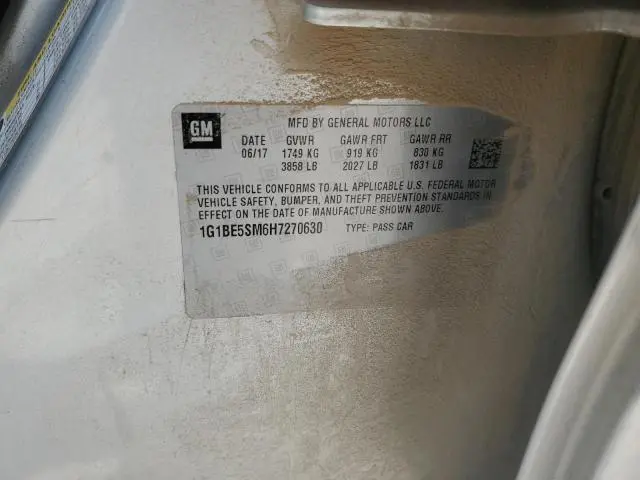 GM
MFD BY GENERAL MOTORS LLC
DATE GVWR GAWR FRT GAWR RR
06/17 1749 KG 919 KG 830 KG
3858 LB 2027 LB 1831 LB
THIS VEHICLE CONFORMS TO ALL APPLICABLE U.S. FEDERAL MOTOR
VEHICLE SAFETY, BUMPER, AND THEFT PREVENTION STANDARDS IN
EFFECT ON THE DATE OF MANUFACTURE SHOWN ABOVE.
1G1BE5SM6H7270630 TYPE: PASS CAR